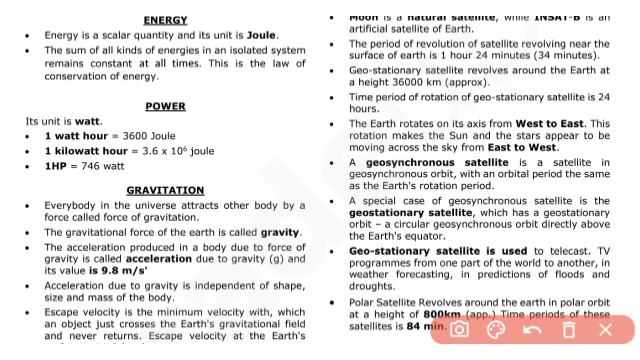 ENERGY
• Energy is a scalar quantity and its unit is Joule.
• The sum of all kinds of energies in an isolated system
remains constant at all times. This is the law of
conservation of energy.
POWER
Its unit is watt.
• 1 watt hour = 3600 Joule
• 1 kilowatt hour = 3.6 x 10⁶ joule
• 1HP = 746 watt
GRAVITATION
• Everybody in the universe attracts other body by a
force called force of gravitation.
• The gravitational force of the earth is called gravity.
• The acceleration produced in a body due to force of
gravity is called acceleration due to gravity (g) and
its value is 9.8 m/s'
• Acceleration due to gravity is independent of shape,
size and mass of the body.
• Escape velocity is the minimum velocity with, which
an object just crosses the Earth's gravitational field
and never returns. Escape velocity at the Earth's
• Moon is a natural satellite, while INSAT-B is an
artificial satellite of Earth.
• The period of revolution of satellite revolving near the
surface of earth is 1 hour 24 minutes (34 minutes).
• Geo-stationary satellite revolves around the Earth at
a height 36000 km (approx).
• Time period of rotation of geo-stationary satellite is 24
hours.
• The Earth rotates on its axis from West to East. This
rotation makes the Sun and the stars appear to be
moving across the sky from East to West.
• A geosynchronous satellite is a satellite in
geosynchronous orbit, with an orbital period the same
as the Earth's rotation period.
• A special case of geosynchronous satellite is the
geostationary satellite, which has a geostationary
orbit – a circular geosynchronous orbit directly above
the Earth's equator.
• Geo-stationary satellite is used to telecast. TV
programmes from one part of the world to another, in
weather forecasting, in predictions of floods and
droughts.
• Polar Satellite Revolves around the earth in polar orbit
at a height of 800km (app.) Time periods of these
satellites is 84 min.